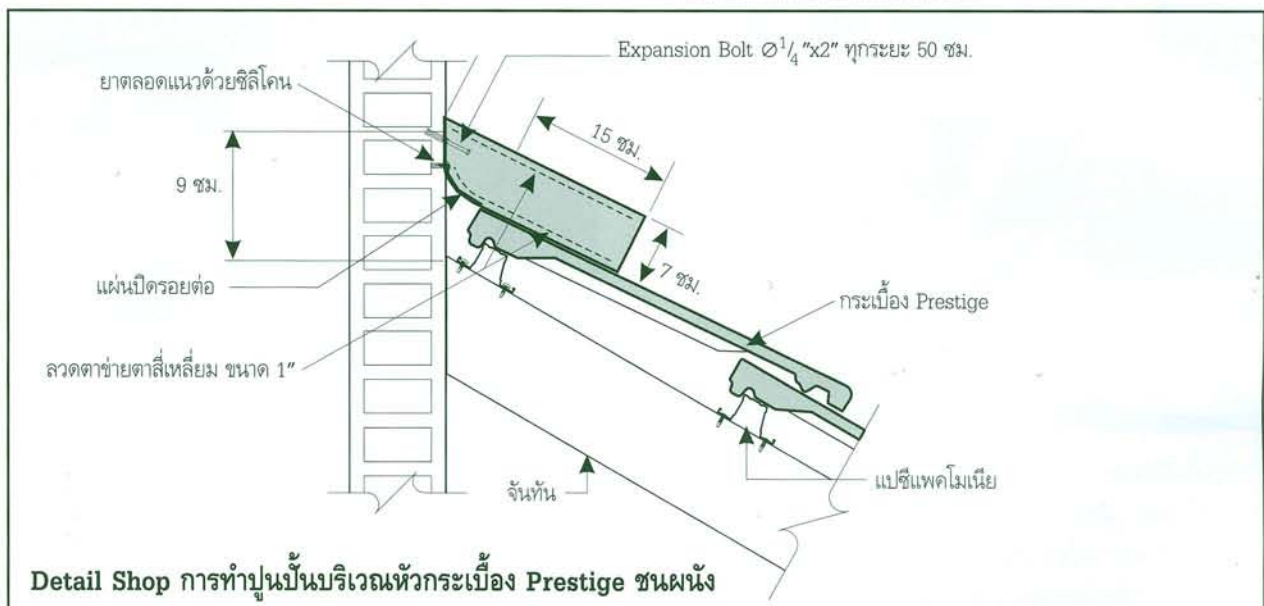 Expansion Bolt Ø1/4"x2" ทุกระยะ 50 ซม.
ยาตลอดแนวด้วยซิลิโคน
15 ซม.
9 ซม.
7 ซม.
แผ่นปิดรอยต่อ
กระเบื้อง Prestige
ลวดตาข่ายตาสี่เหลี่ยม ขนาด 1"
แปซีแพคโมเนีย
จันทัน
Detail Shop การทำปูนปั้นบริเวณหัวกระเบื้อง Prestige ชนผนัง